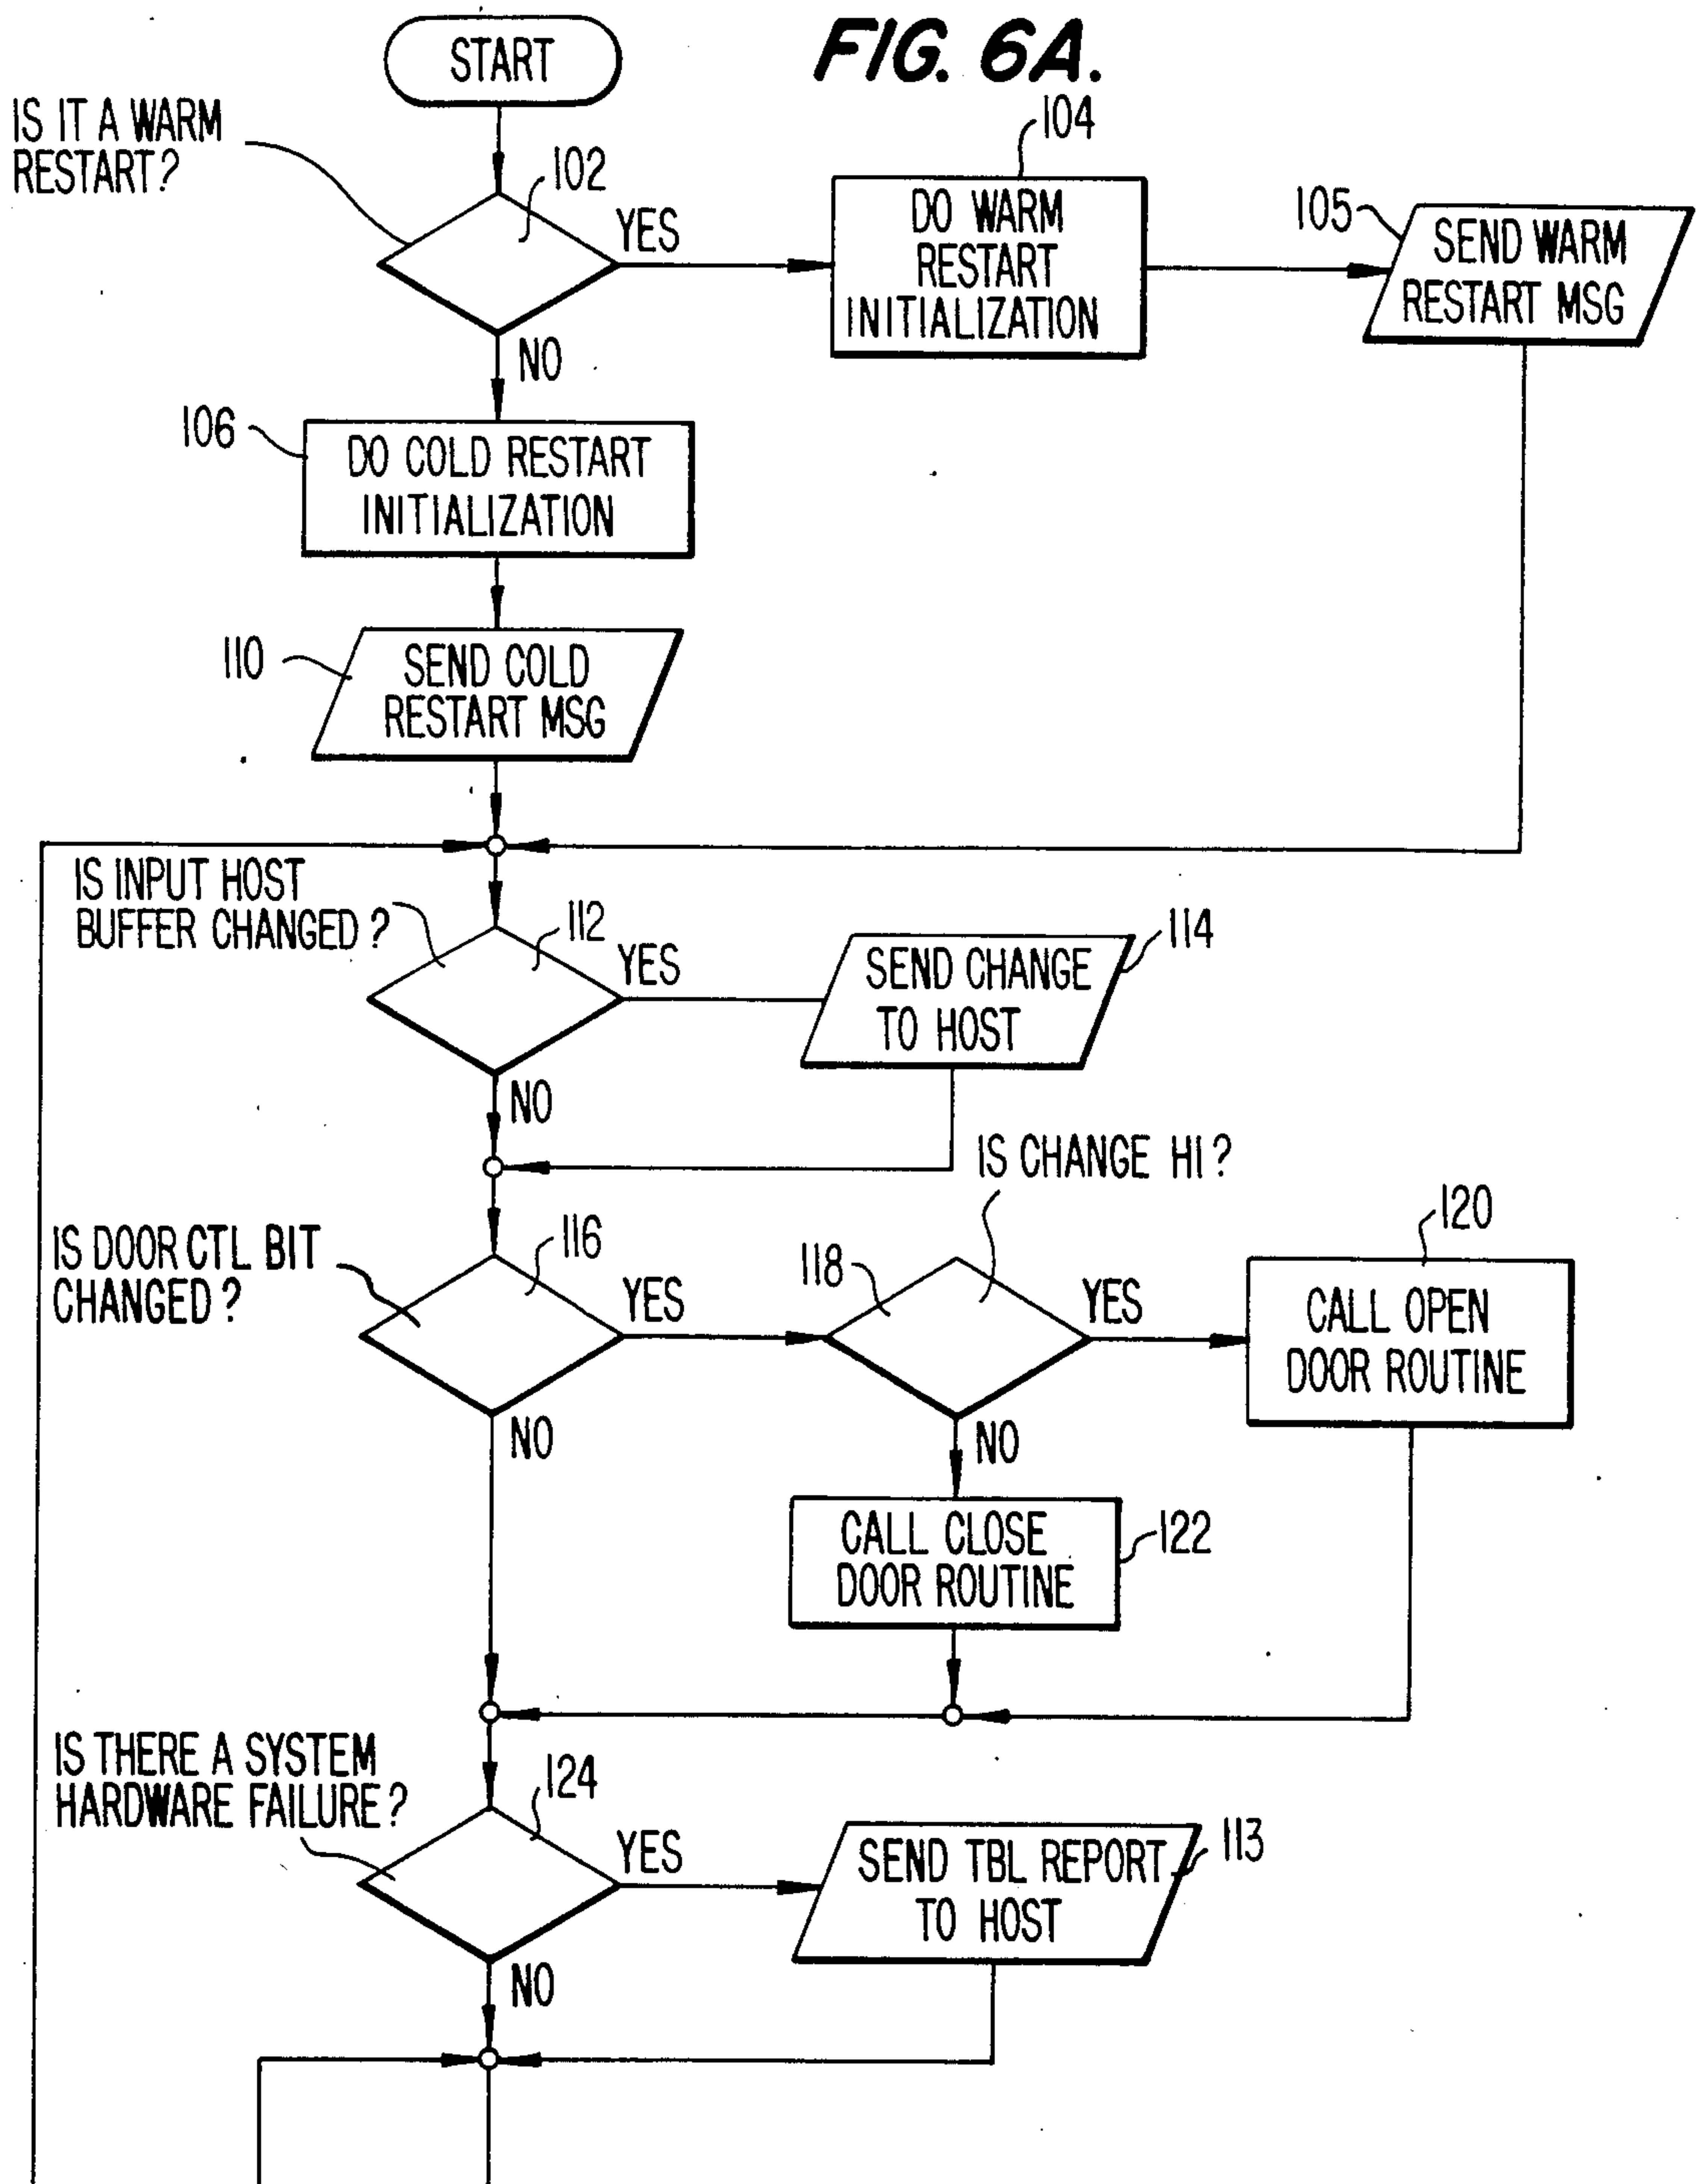 START
FIG. 6A.
IS IT A WARM
RESTART?
102
YES
NO
104
DO WARM
RESTART
INITIALIZATION
105
SEND WARM
RESTART MSG
106
DO COLD RESTART
INITIALIZATION
110
SEND COLD
RESTART MSG
IS INPUT HOST
BUFFER CHANGED?
112
YES
NO
114
SEND CHANGE
TO HOST
IS DOOR CTL BIT
CHANGED?
116
YES
NO
IS CHANGE HI?
118
YES
NO
120
CALL OPEN
DOOR ROUTINE
CALL CLOSE
DOOR ROUTINE
122
IS THERE A SYSTEM
HARDWARE FAILURE?
124
YES
NO
SEND TBL REPORT
TO HOST
113